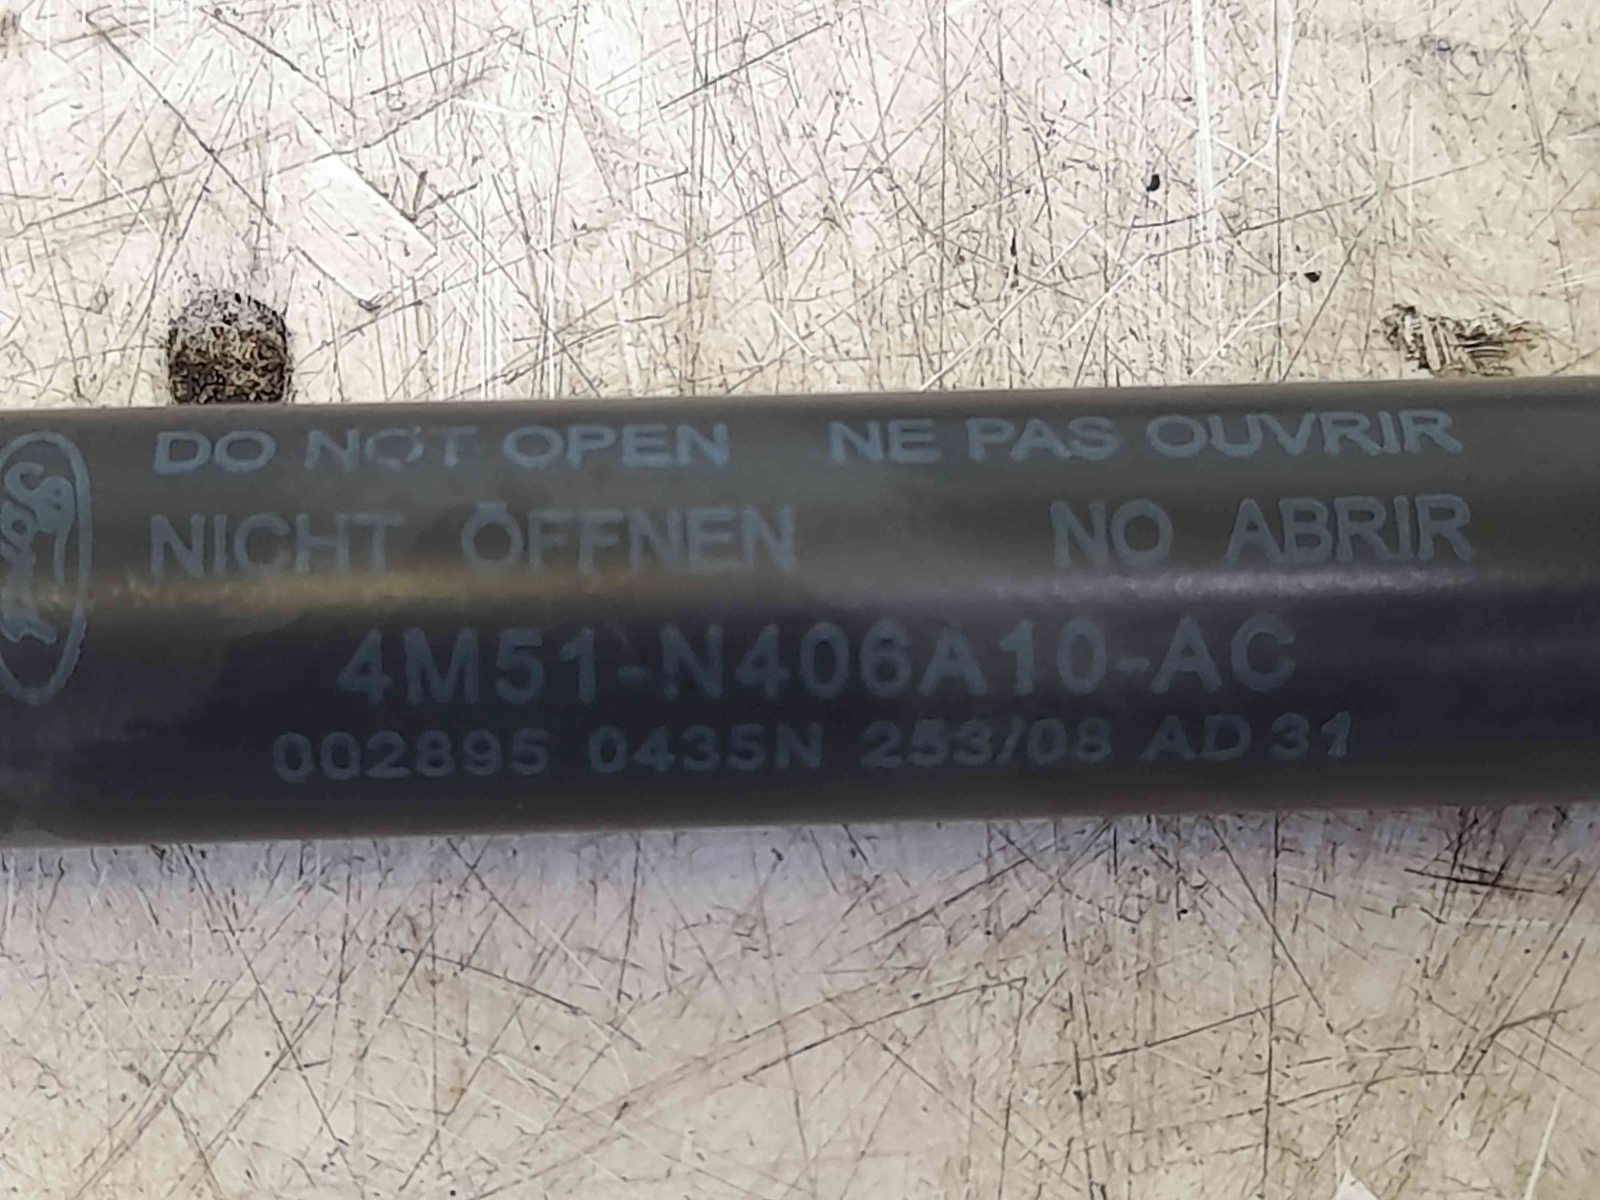 DO NOT OPEN NE PAS OUVRIR
NICHT ÖFFNEN NO ABRIR
4M51-N406A10-AC
002895 0435N 253/08 AD 31